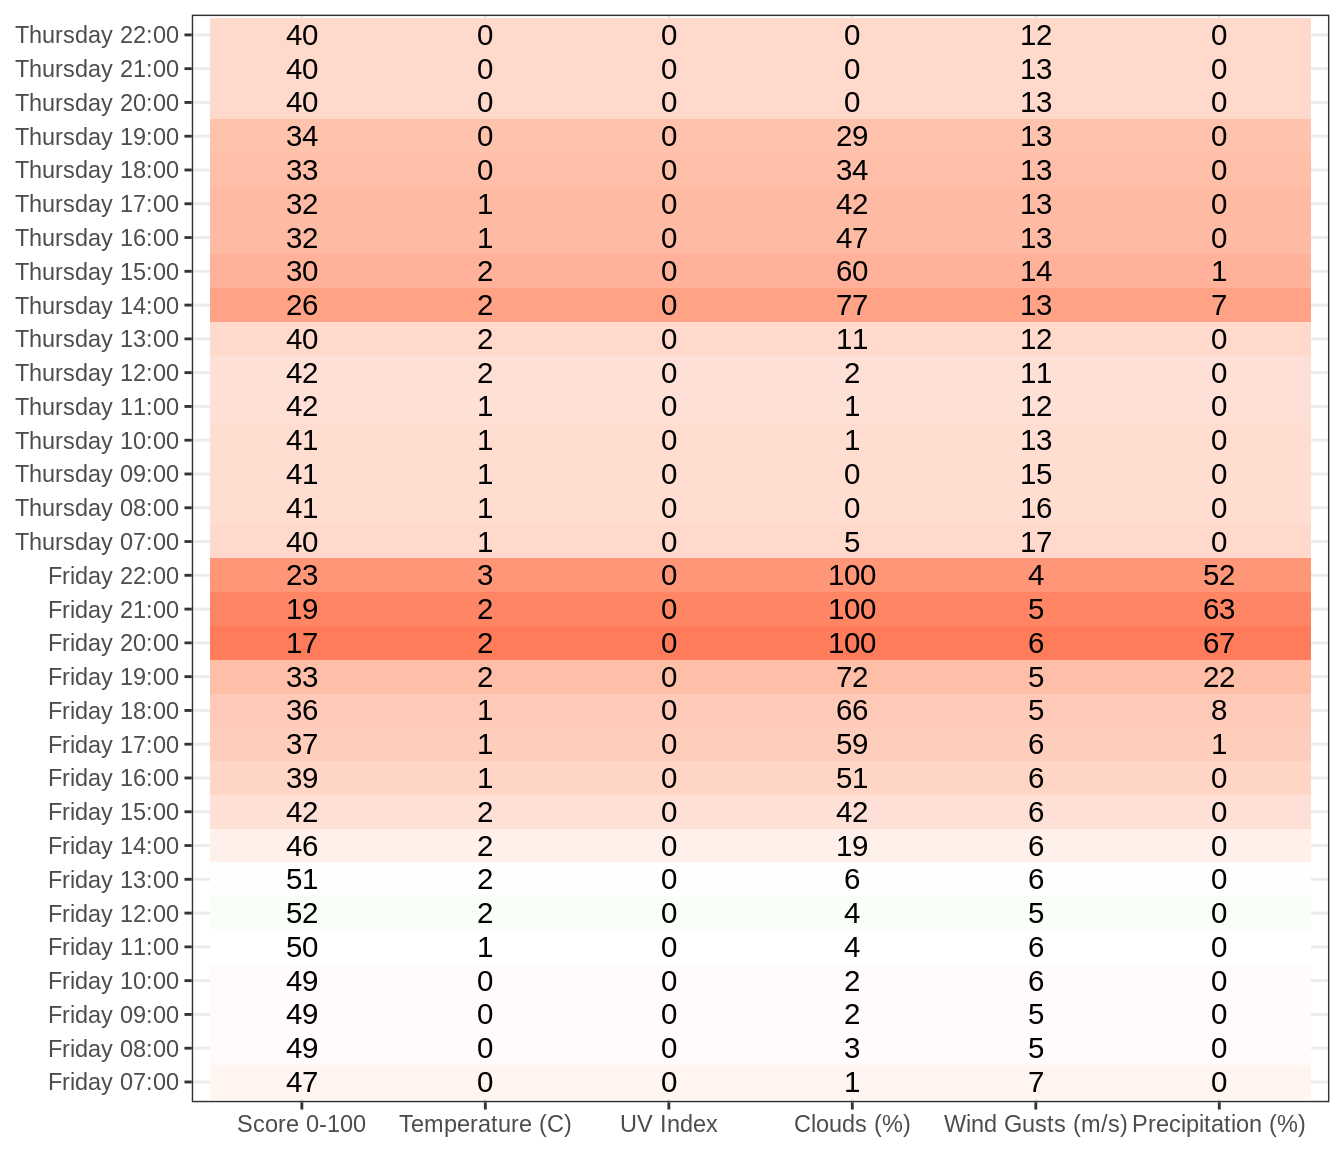 Thursday 22:00 40 0 0 0 12 0
Thursday 21:00 40 0 0 0 13 0
Thursday 20:00 40 0 0 0 13 0
Thursday 19:00 34 0 0 29 13 0
Thursday 18:00 33 0 0 34 13 0
Thursday 17:00 32 1 0 42 13 0
Thursday 16:00 32 1 0 47 13 0
Thursday 15:00 30 2 0 60 14 1
Thursday 14:00 26 2 0 77 13 7
Thursday 13:00 40 2 0 11 12 0
Thursday 12:00 42 2 0 2 11 0
Thursday 11:00 42 1 0 1 12 0
Thursday 10:00 41 1 0 1 13 0
Thursday 09:00 41 1 0 0 15 0
Thursday 08:00 41 1 0 0 16 0
Thursday 07:00 40 1 0 5 17 0
Friday 22:00 23 3 0 100 4 52
Friday 21:00 19 2 0 100 5 63
Friday 20:00 17 2 0 100 6 67
Friday 19:00 33 2 0 72 5 22
Friday 18:00 36 1 0 66 5 8
Friday 17:00 37 1 0 59 6 1
Friday 16:00 39 1 0 51 6 0
Friday 15:00 42 2 0 42 6 0
Friday 14:00 46 2 0 19 6 0
Friday 13:00 51 2 0 6 6 0
Friday 12:00 52 2 0 4 5 0
Friday 11:00 50 1 0 4 6 0
Friday 10:00 49 0 0 2 6 0
Friday 09:00 49 0 0 2 5 0
Friday 08:00 49 0 0 3 5 0
Friday 07:00 47 0 0 1 7 0
Score 0-100 Temperature (C) UV Index Clouds (%) Wind Gusts (m/s) Precipitation (%)